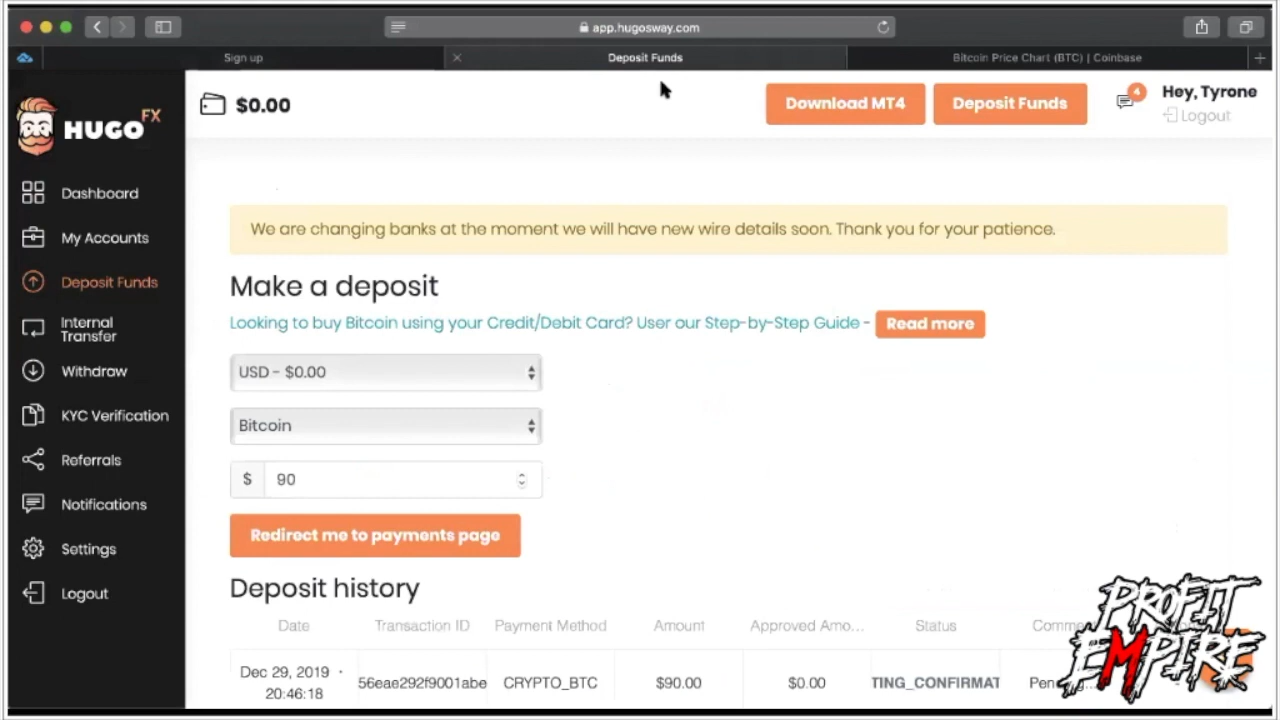 app.hugosway.com
Sign up
Deposit Funds
Bitcoin Price Chart (BTC) | Coinbase
HUGO FX
$0.00
Download MT4
Deposit Funds
4
Hey, Tyrone
Logout
Dashboard
My Accounts
Deposit Funds
Internal
Transfer
Withdraw
KYC Verification
Referrals
Notifications
Settings
Logout
We are changing banks at the moment we will have new wire details soon. Thank you for your patience.
Make a deposit
Looking to buy Bitcoin using your Credit/Debit Card? User our Step-by-Step Guide - Read more
USD - $0.00
Bitcoin
$ 90
Redirect me to payments page
Deposit history
Date Transaction ID Payment Method Amount Approved Amo... Status
Dec 29, 2019 -
20:46:18
56eae292f9001abe CRYPTO_BTC $90.00 $0.00 TING_CONFIRMAT
PROFIT
EMPIRE